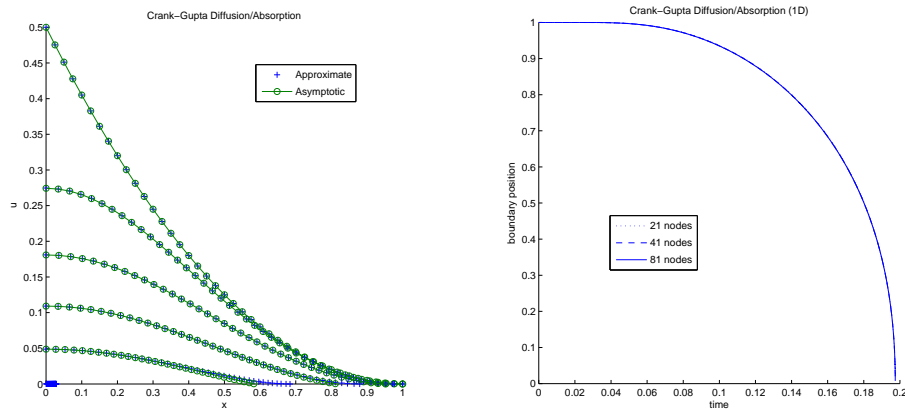 Crank–Gupta Diffusion/Absorption
0.5
0.45
0.4
0.35
0.3
0.25
0.2
0.15
0.1
0.05
0
u
Approximate
Asymptotic
0 0.1 0.2 0.3 0.4 0.5 0.6 0.7 0.8 0.9 1
x
Crank–Gupta Diffusion/Absorption (1D)
1
0.9
0.8
0.7
0.6
0.5
0.4
0.3
0.2
0.1
0
boundary position
21 nodes
41 nodes
81 nodes
0 0.02 0.04 0.06 0.08 0.1 0.12 0.14 0.16 0.18 0.2
time